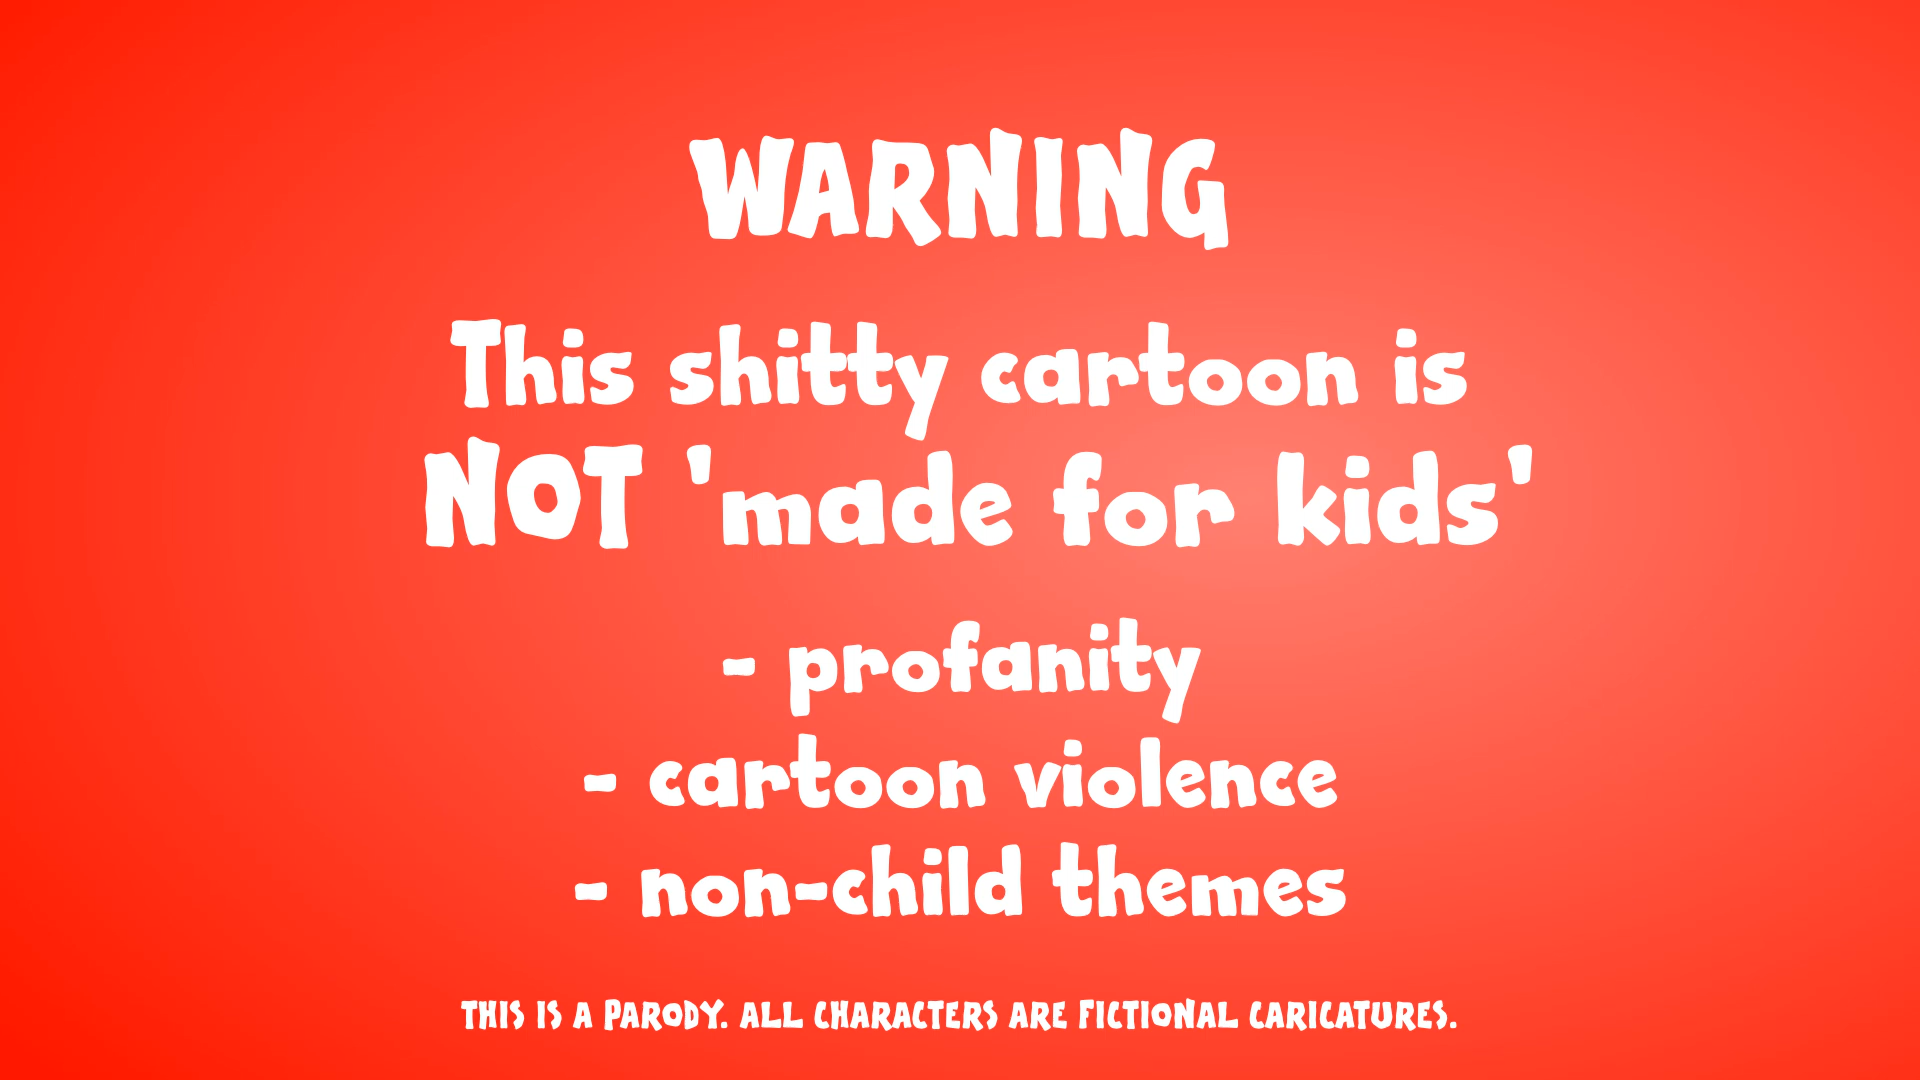 WARNING
This shitty cartoon is
NOT 'made for kids'
- profanity
- cartoon violence
- non-child themes
THIS IS A PARODY. ALL CHARACTERS ARE FICTIONAL CARICATURES.